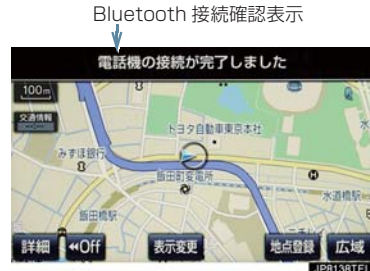 Bluetooth 接続確認表示
電話機の接続が完了しました
100m
交通情報
トヨタ自動車東京本社
みずほ銀行
飯田町変電所
水道橋駅
飯田橋駅
詳細
◂◂Off
表示変更
地点登録
広域
JP8138TEL